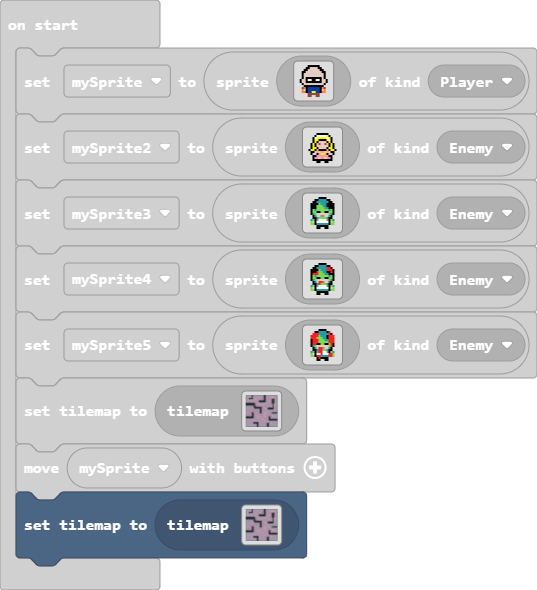 on start
set mySprite to sprite of kind Player
set mySprite2 to sprite of kind Enemy
set mySprite3 to sprite of kind Enemy
set mySprite4 to sprite of kind Enemy
set mySprite5 to sprite of kind Enemy
set tilemap to tilemap
move mySprite with buttons
set tilemap to tilemap